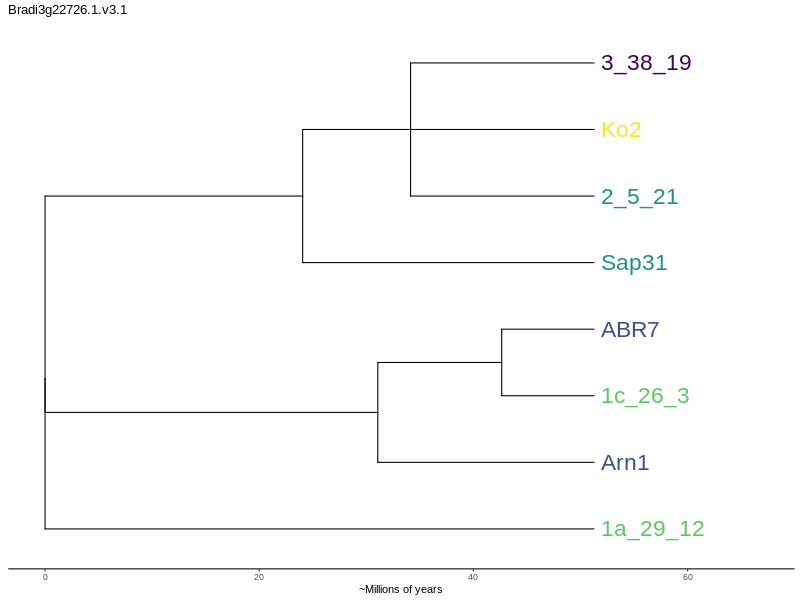 Bradi3g22726.1.v3.1
3_38_19
Ko2
2_5_21
Sap31
ABR7
1c_26_3
Arn1
1a_29_12
0 20 40 60
~Millions of years